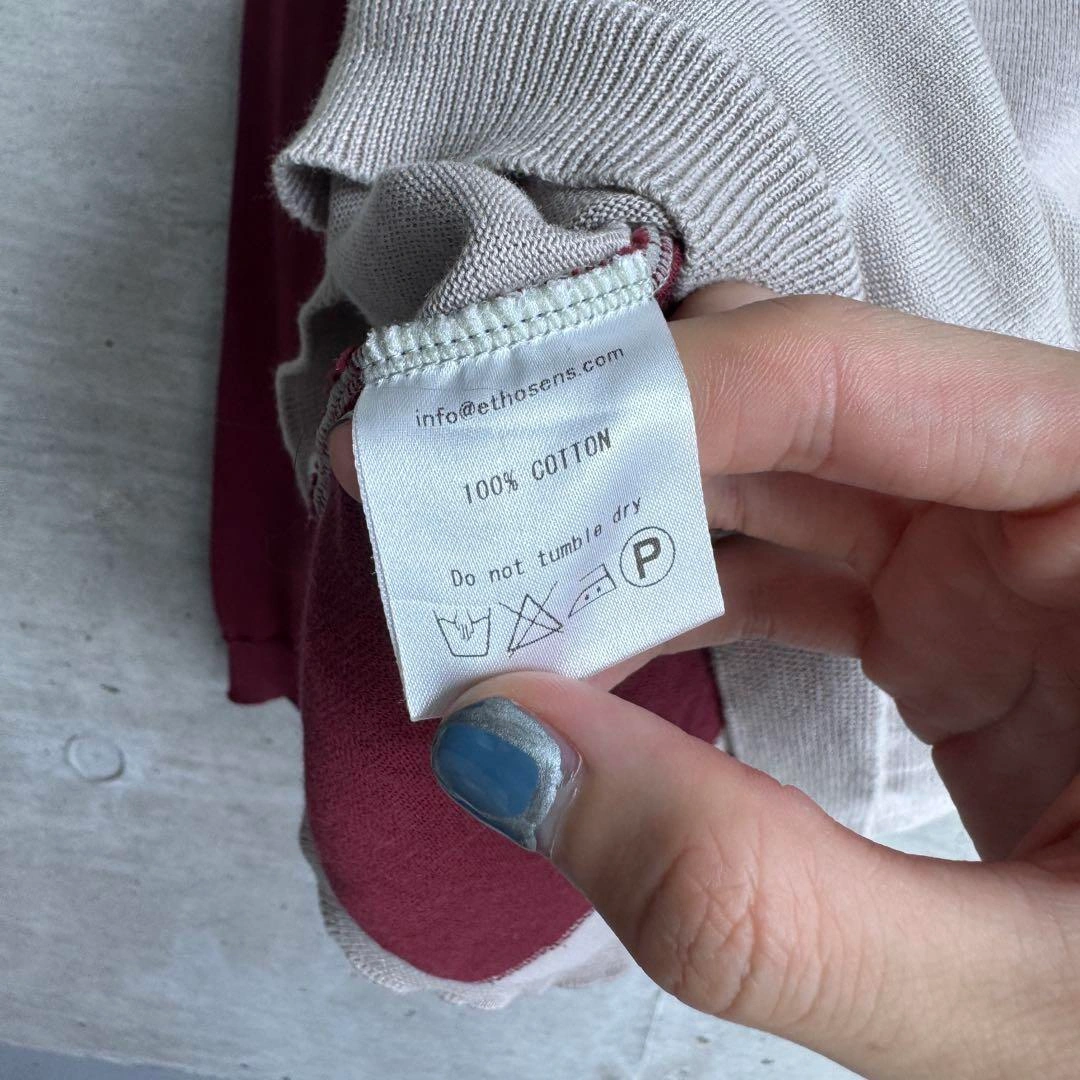 info@ethosens.com
100% COTTON
Do not tumble dry
P